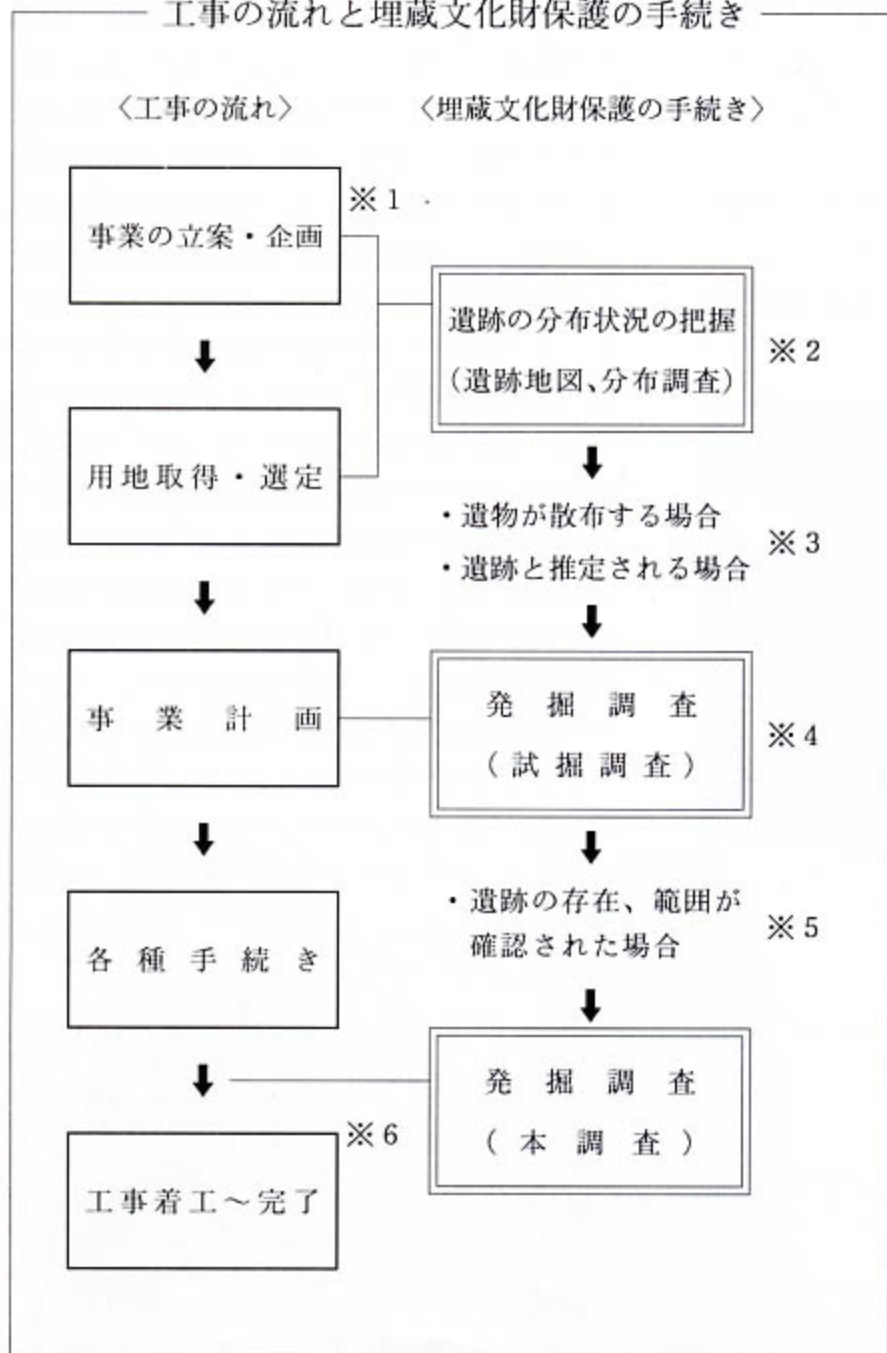 工事の流れと埋蔵文化財保護の手続き
〈工事の流れ〉
〈埋蔵文化財保護の手続き〉
事業の立案・企画
※1
遺跡の分布状況の把握
(遺跡地図、分布調査)
※2
用地取得・選定
・遺物が散布する場合
・遺跡と推定される場合
※3
事業計画
発掘調査
(試掘調査)
※4
各種手続き
・遺跡の存在、範囲が
確認された場合
※5
発掘調査
(本調査)
※6
工事着工～完了